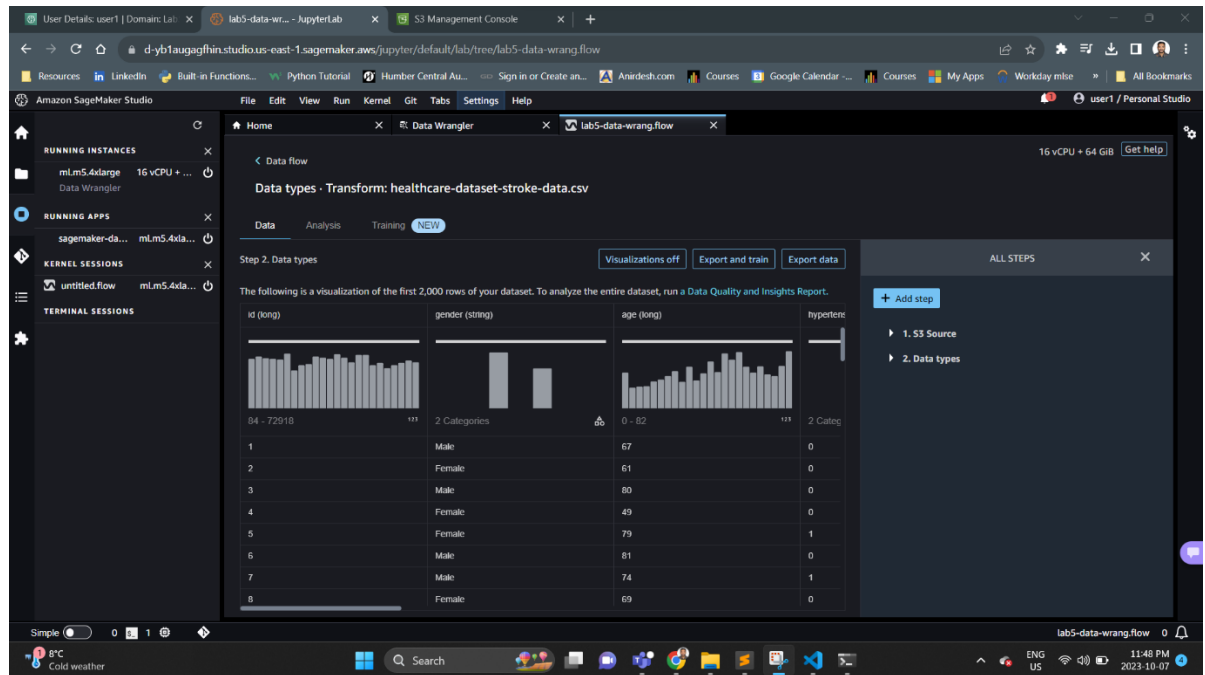 User Details: user1 | Domain: Lab
lab5-data-wr... - JupyterLab
S3 Management Console
d-yb1augagfhin.studio.us-east-1.sagemaker.aws/jupyter/default/lab/tree/lab5-data-wrang.flow
Resources LinkedIn Built-in Functions... Python Tutorial Humber Central Au... Sign in or Create an... Anirdesh.com Courses Google Calendar -... Courses My Apps Workday mlse » All Bookmarks
Amazon SageMaker Studio
File Edit View Run Kernel Git Tabs Settings Help
user1 / Personal Studio
Home
Data Wrangler
lab5-data-wrang.flow
RUNNING INSTANCES
ml.m5.4xlarge 16 vCPU + ...
Data Wrangler
RUNNING APPS
sagemaker-da... ml.m5.4xla...
KERNEL SESSIONS
untitled.flow ml.m5.4xla...
TERMINAL SESSIONS
Data flow
16 vCPU + 64 GiB Get help
Data types · Transform: healthcare-dataset-stroke-data.csv
Data Analysis Training NEW
Step 2. Data types
Visualizations off Export and train Export data
The following is a visualization of the first 2,000 rows of your dataset. To analyze the entire dataset, run a Data Quality and Insights Report.
id (long) gender (string) age (long) hypertens
84 - 72918 123 2 Categories 0 - 82 123 2 Categ
1 Male 67 0
2 Female 61 0
3 Male 80 0
4 Female 49 0
5 Female 79 1
6 Male 81 0
7 Male 74 1
8 Female 69 0
ALL STEPS
+ Add step
1. S3 Source
2. Data types
Simple 0 1
lab5-data-wrang.flow 0
1
8°C
Cold weather
Search
ENG
US
11:48 PM
2023-10-07
4